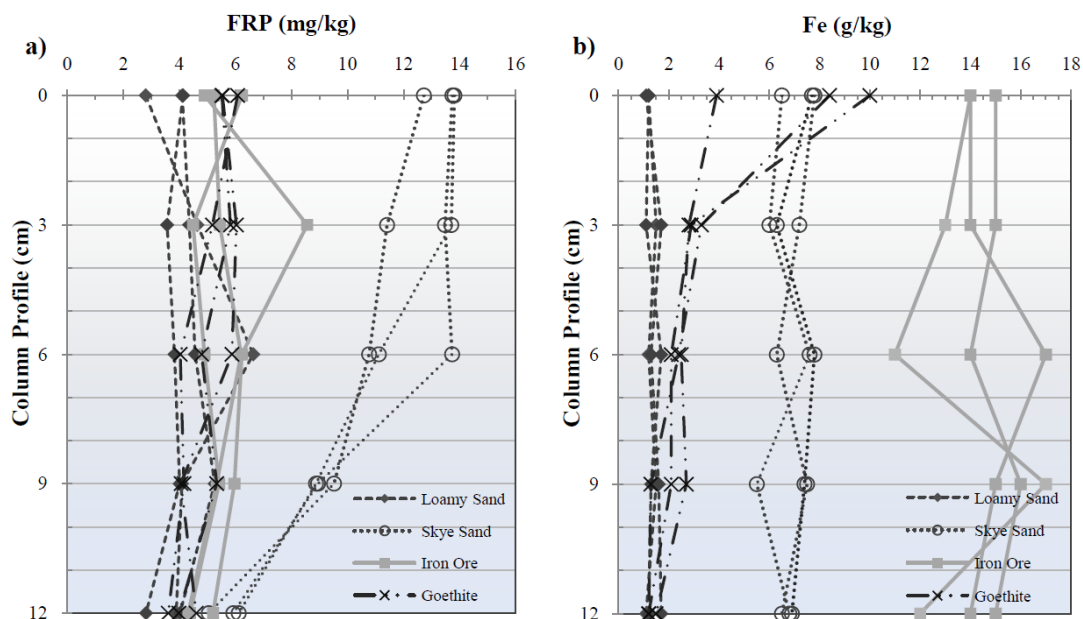 FRP (mg/kg)
a)
0 2 4 6 8 10 12 14 16
0
3
6
9
12
Column Profile (cm)
Loamy Sand
Skye Sand
Iron Ore
Goethite
Fe (g/kg)
b)
0 2 4 6 8 10 12 14 16 18
0
3
6
9
12
Column Profile (cm)
Loamy Sand
Skye Sand
Iron Ore
Goethite